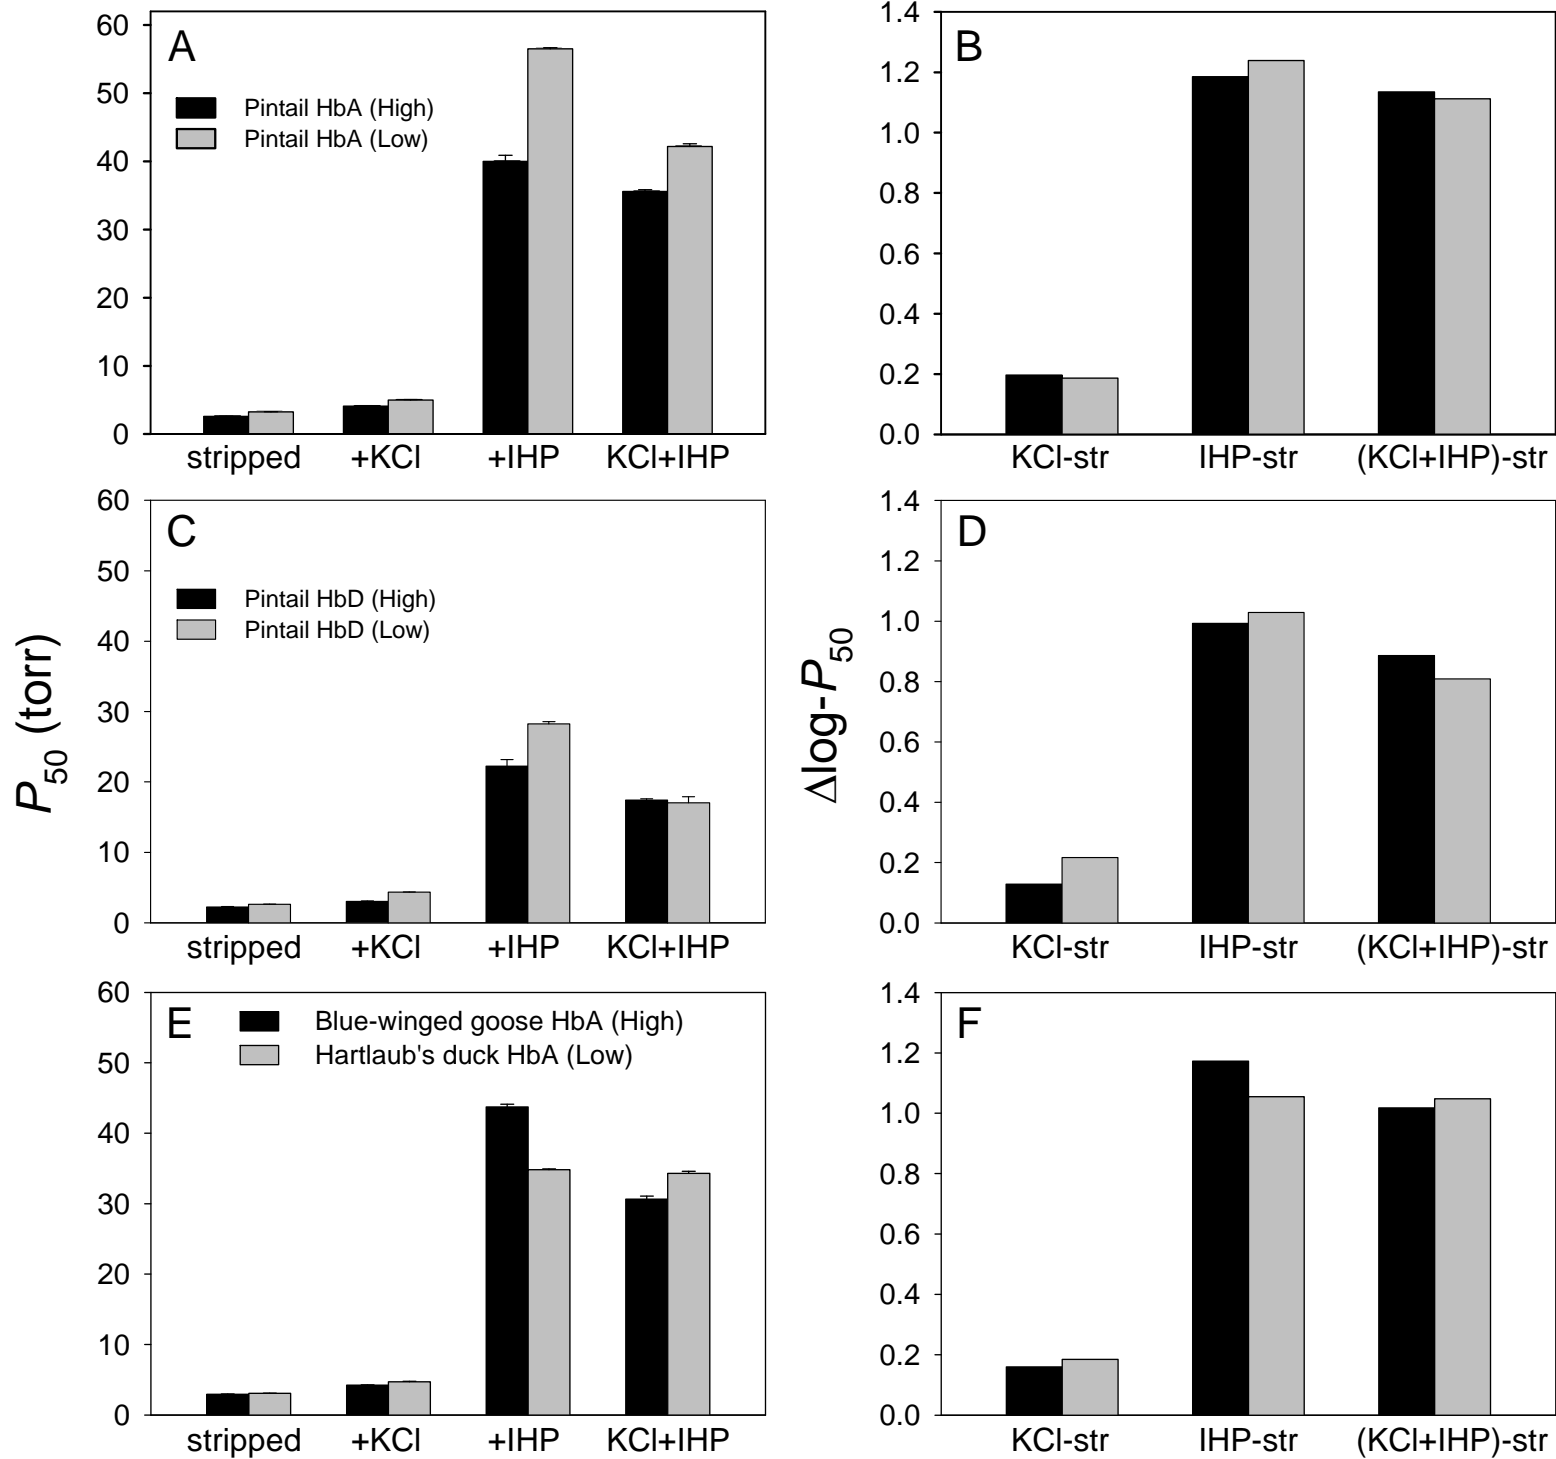 A
Pintail HbA (High)
Pintail HbA (Low)
60
50
40
30
20
10
0
stripped +KCl +IHP KCl+IHP
B
1.4
1.2
1.0
0.8
0.6
0.4
0.2
0.0
KCl-str IHP-str (KCl+IHP)-str
C
Pintail HbD (High)
Pintail HbD (Low)
60
50
40
30
20
10
0
stripped +KCl +IHP KCl+IHP
P50 (torr)
D
1.4
1.2
1.0
0.8
0.6
0.4
0.2
0.0
KCl-str IHP-str (KCl+IHP)-str
Δlog-P50
E
Blue-winged goose HbA (High)
Hartlaub's duck HbA (Low)
60
50
40
30
20
10
0
stripped +KCl +IHP KCl+IHP
F
1.4
1.2
1.0
0.8
0.6
0.4
0.2
0.0
KCl-str IHP-str (KCl+IHP)-str